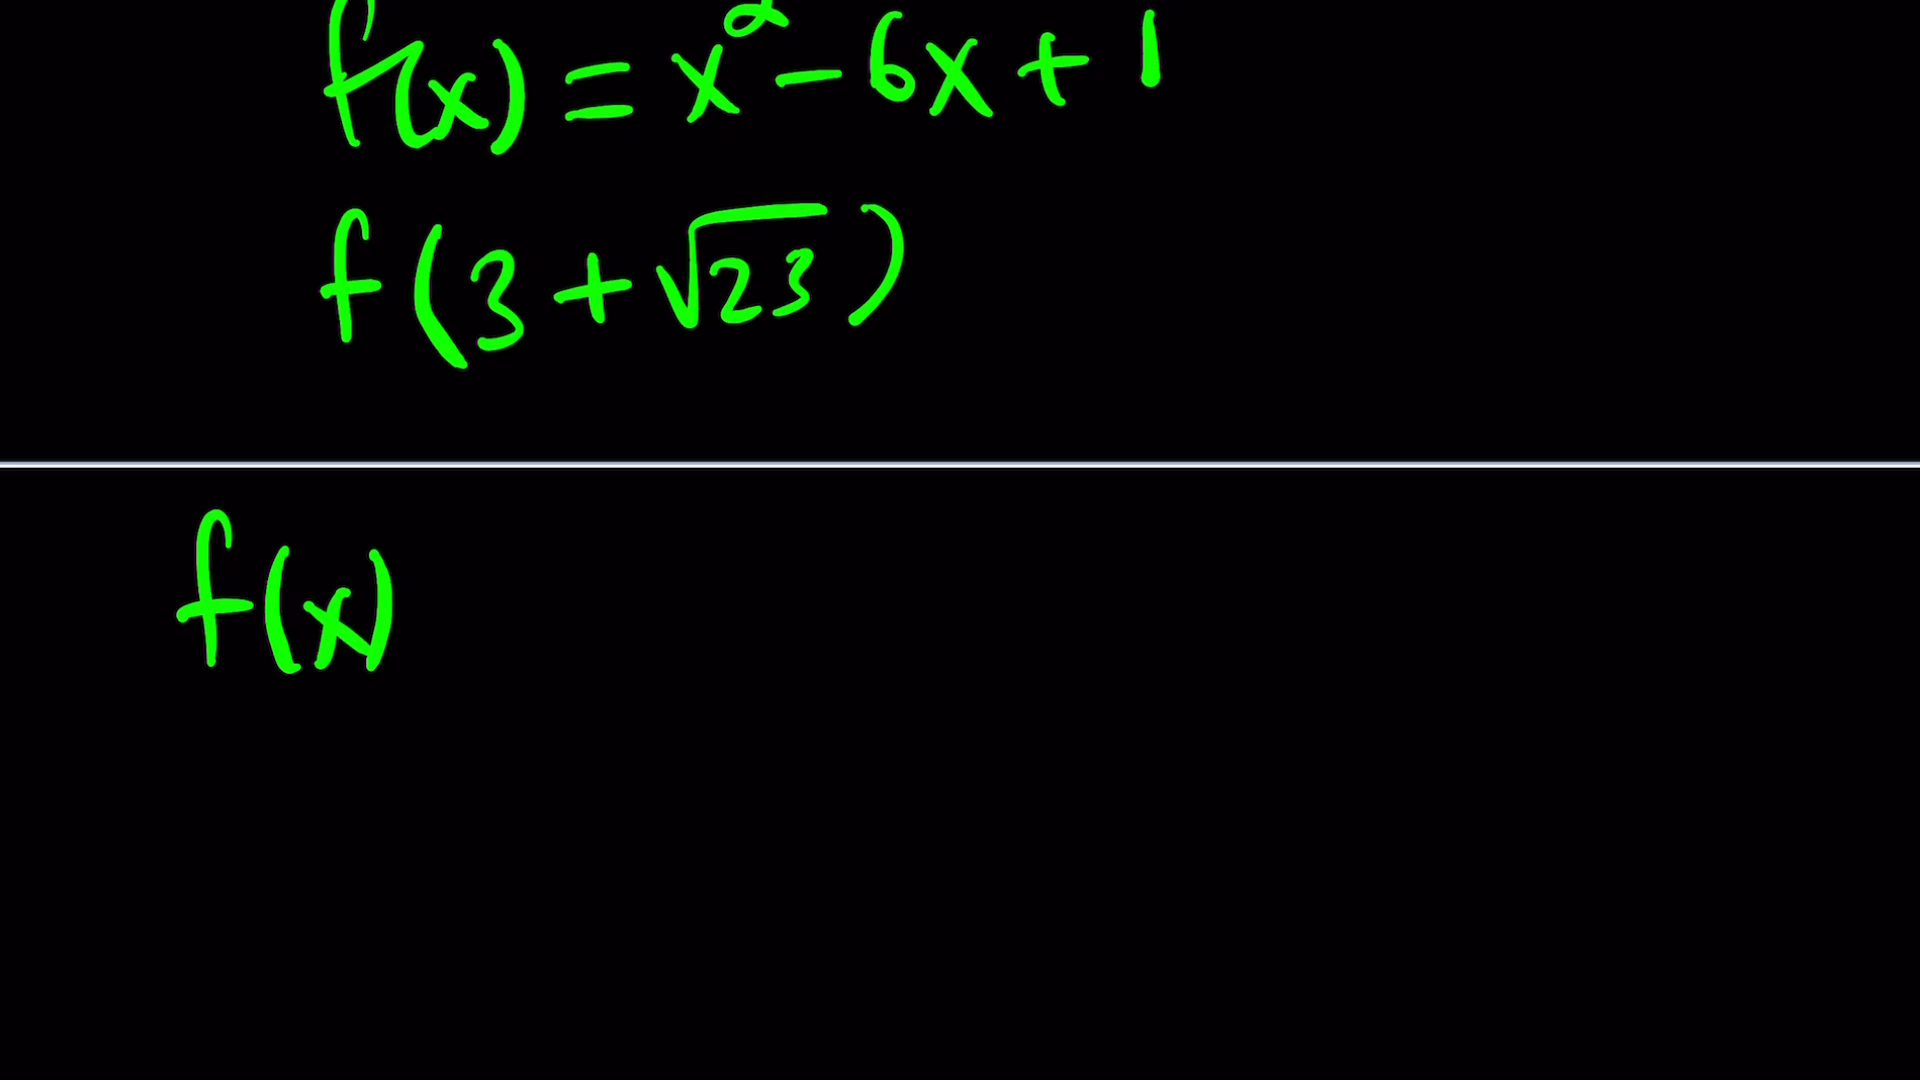 f(x) = x² - 6x + 1
f(3 + √23)
f(x)